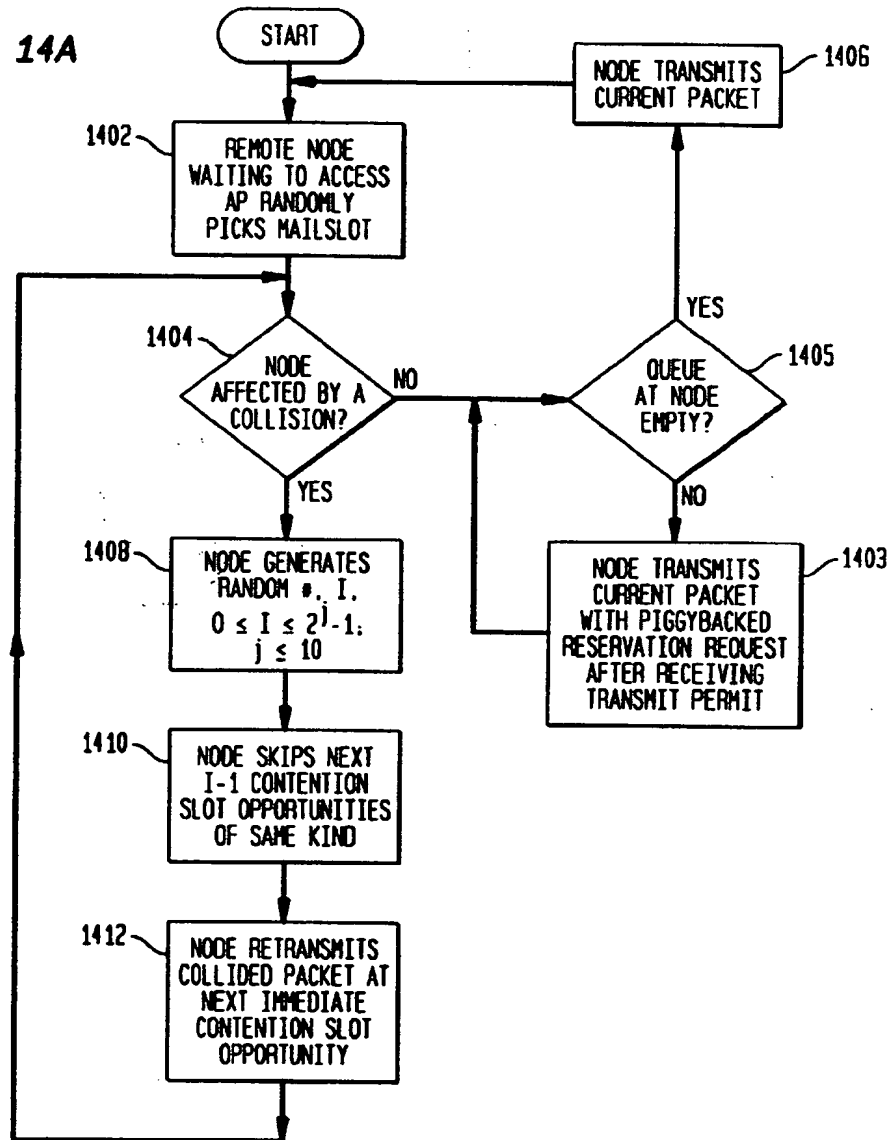 14A
START
1402
REMOTE NODE
WAITING TO ACCESS
AP RANDOMLY
PICKS MAILSLOT
1404
NODE
AFFECTED BY A
COLLISION?
NO
YES
1408
NODE GENERATES
RANDOM #, I,
0 ≤ I ≤ 2^j-1;
j ≤ 10
1410
NODE SKIPS NEXT
I-1 CONTENTION
SLOT OPPORTUNITIES
OF SAME KIND
1412
NODE RETRANSMITS
COLLIDED PACKET AT
NEXT IMMEDIATE
CONTENTION SLOT
OPPORTUNITY
1406
NODE TRANSMITS
CURRENT PACKET
YES
1405
QUEUE
AT NODE
EMPTY?
NO
1403
NODE TRANSMITS
CURRENT PACKET
WITH PIGGYBACKED
RESERVATION REQUEST
AFTER RECEIVING
TRANSMIT PERMIT